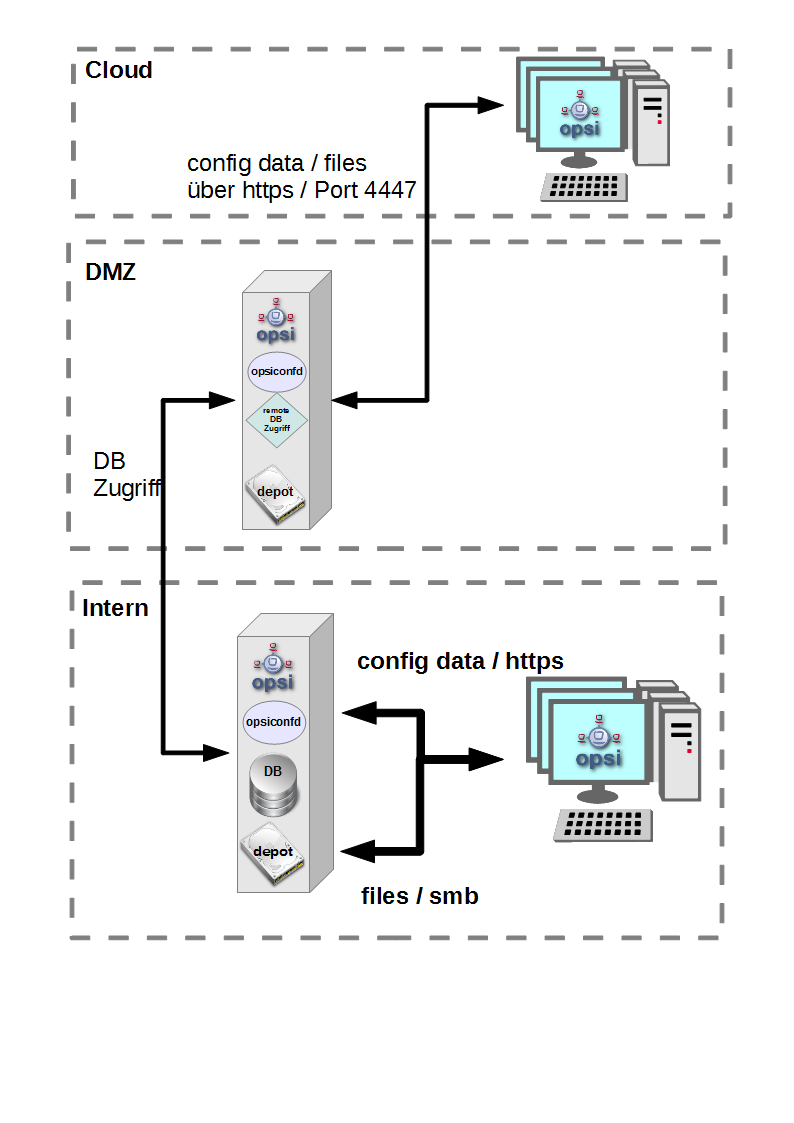 Cloud
opsi
config data / files
über https / Port 4447
DMZ
opsi
opsiconfd
remote
DB
Zugriff
DB
Zugriff
depot
Intern
opsi
config data / https
opsiconfd
opsi
DB
depot
files / smb